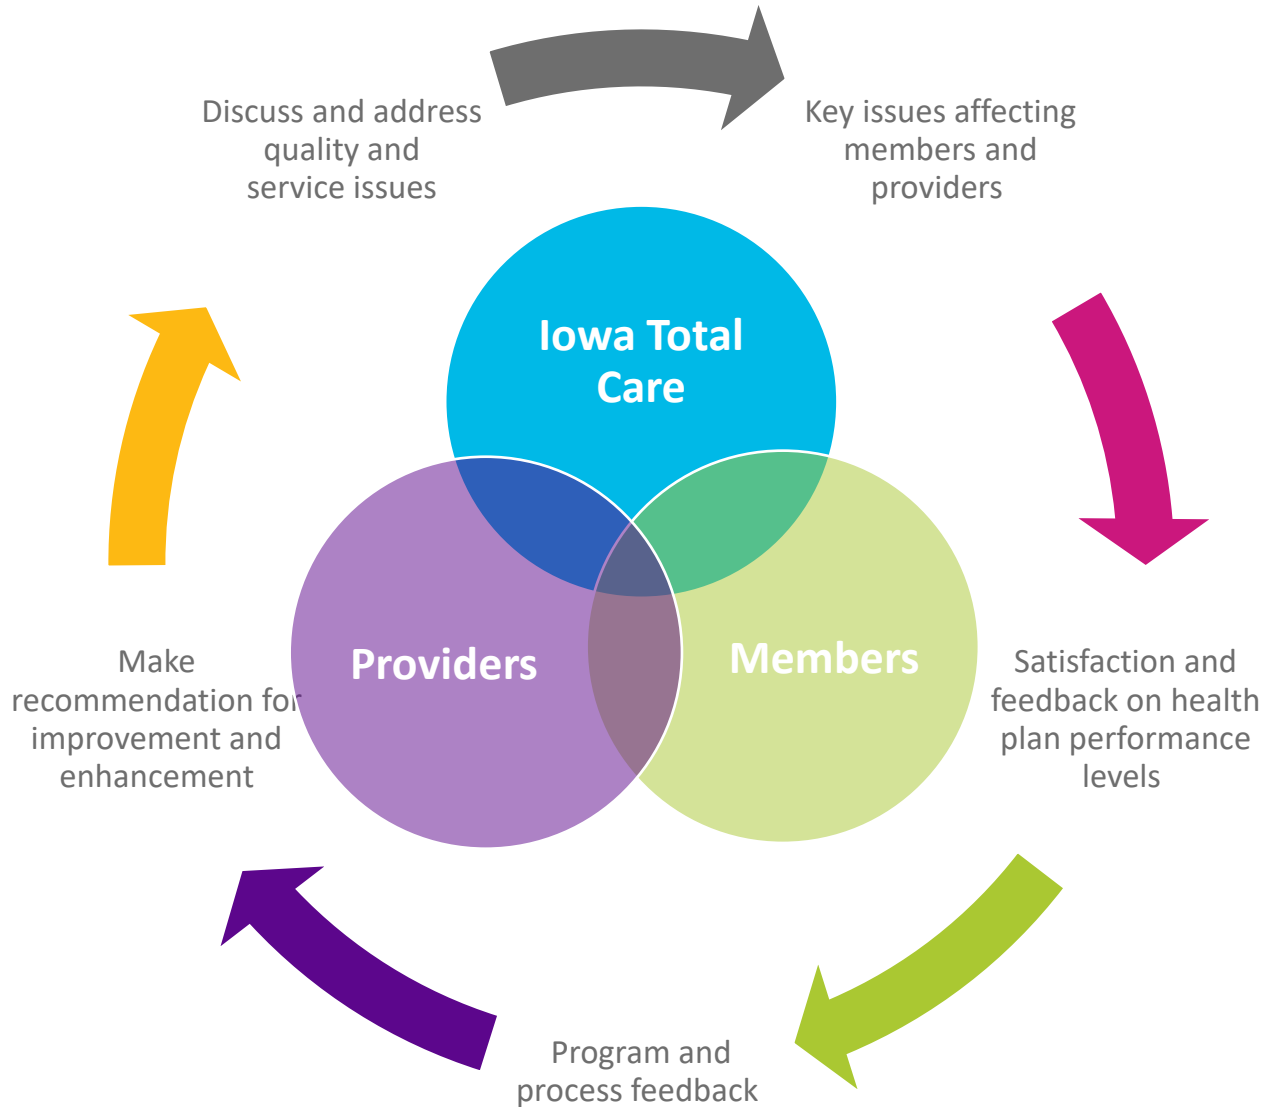 Discuss and address
quality and
service issues
Key issues affecting
members and
providers
Iowa Total
Care
Providers
Members
Make
recommendation for
improvement and
enhancement
Satisfaction and
feedback on health
plan performance
levels
Program and
process feedback